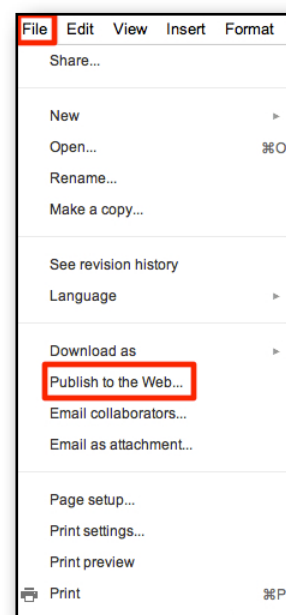 File Edit View Insert Format
Share...
New ►
Open... ⌘O
Rename...
Make a copy...
See revision history
Language ►
Download as ►
Publish to the Web...
Email collaborators...
Email as attachment...
Page setup...
Print settings...
Print preview
Print ⌘P